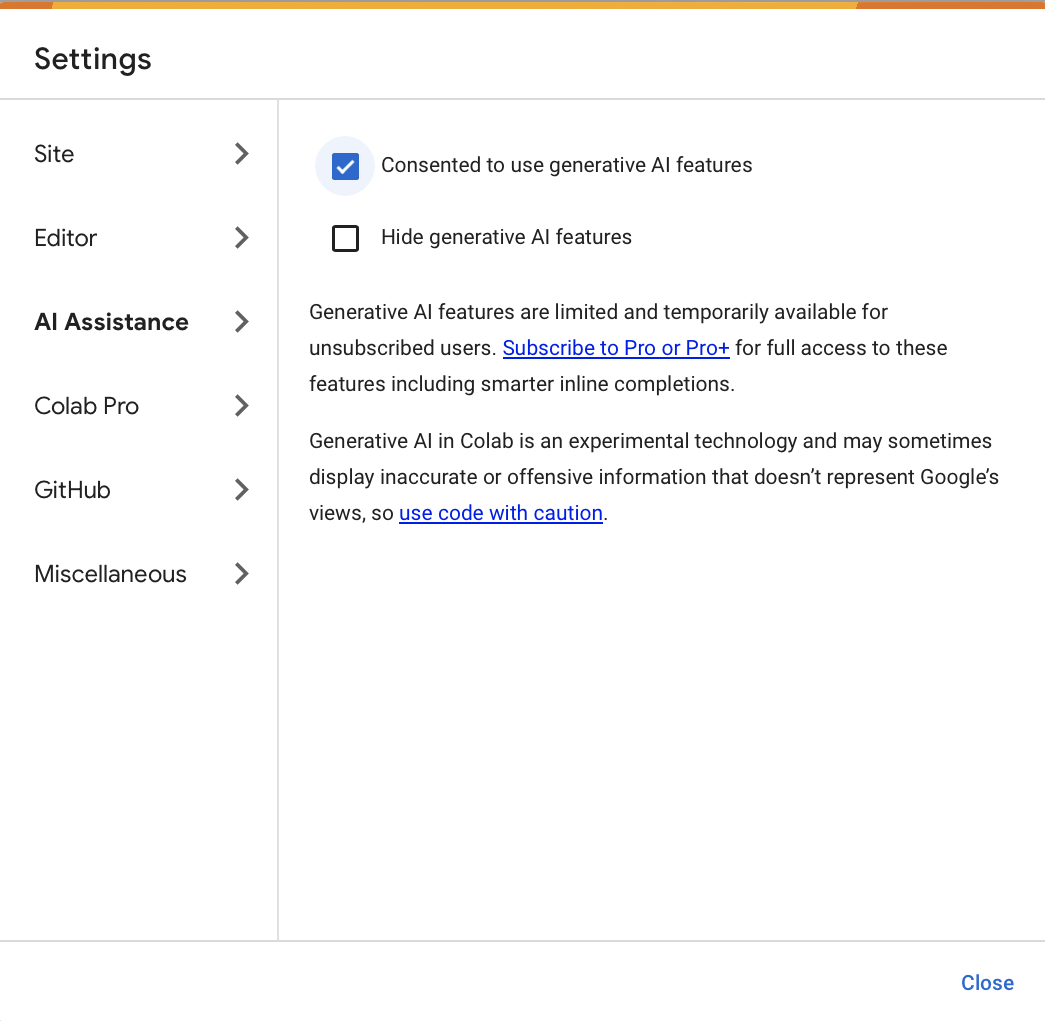 Settings
Site
Editor
AI Assistance
Colab Pro
GitHub
Miscellaneous
Consented to use generative AI features
Hide generative AI features
Generative AI features are limited and temporarily available for
unsubscribed users. Subscribe to Pro or Pro+ for full access to these
features including smarter inline completions.
Generative AI in Colab is an experimental technology and may sometimes
display inaccurate or offensive information that doesn’t represent Google’s
views, so use code with caution.
Close